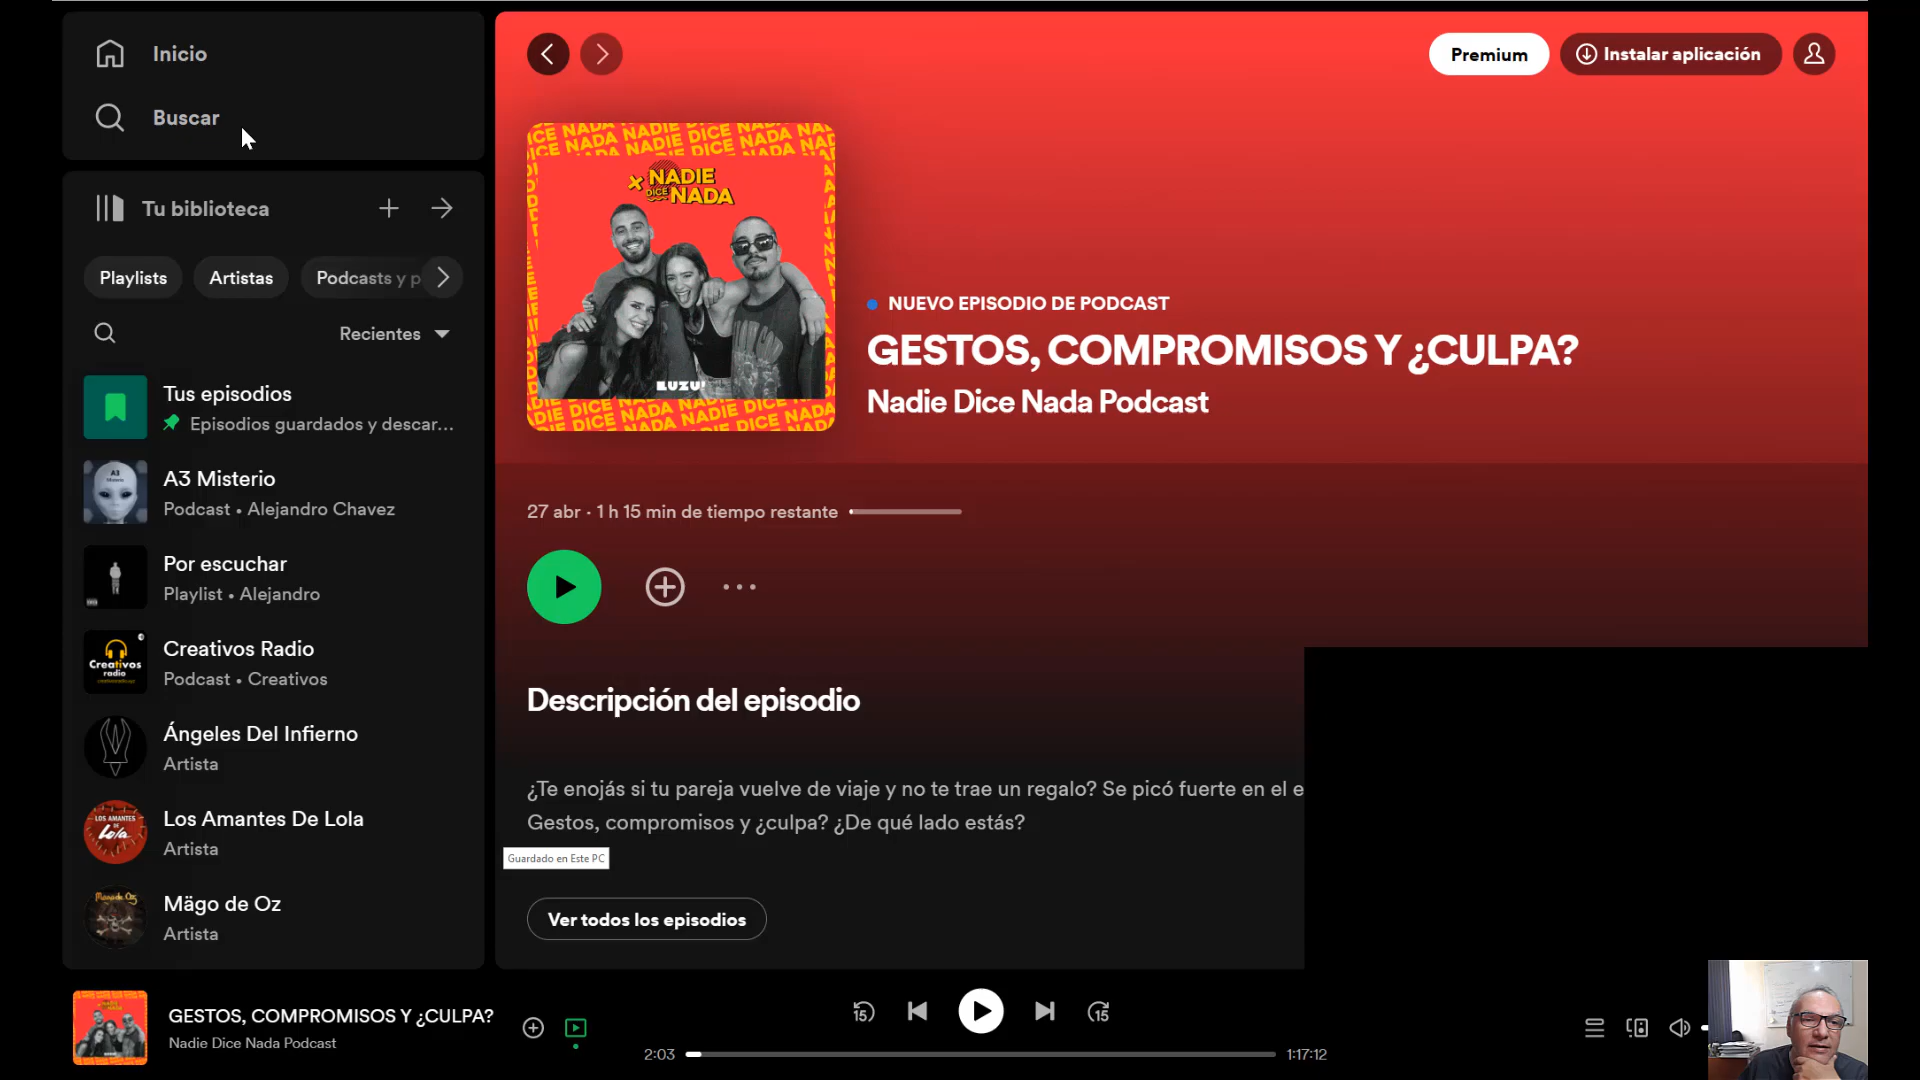 Inicio
Buscar
Tu biblioteca
Playlists
Artistas
Podcasts y p
Recientes
Tus episodios
Episodios guardados y descar...
A3 Misterio
Podcast • Alejandro Chavez
Por escuchar
Playlist • Alejandro
Creativos Radio
Podcast • Creativos
Ángeles Del Infierno
Artista
Los Amantes De Lola
Artista
Mägo de Oz
Artista
Premium
Instalar aplicación
NADIE
DICE
NADA
LUZU
NUEVO EPISODIO DE PODCAST
GESTOS, COMPROMISOS Y ¿CULPA?
Nadie Dice Nada Podcast
27 abr · 1 h 15 min de tiempo restante
Descripción del episodio
¿Te enojás si tu pareja vuelve de viaje y no te trae un regalo? Se picó fuerte en el e
Gestos, compromisos y ¿culpa? ¿De qué lado estás?
Guardado en Este PC
Ver todos los episodios
GESTOS, COMPROMISOS Y ¿CULPA?
Nadie Dice Nada Podcast
15
15
2:03
1:17:12